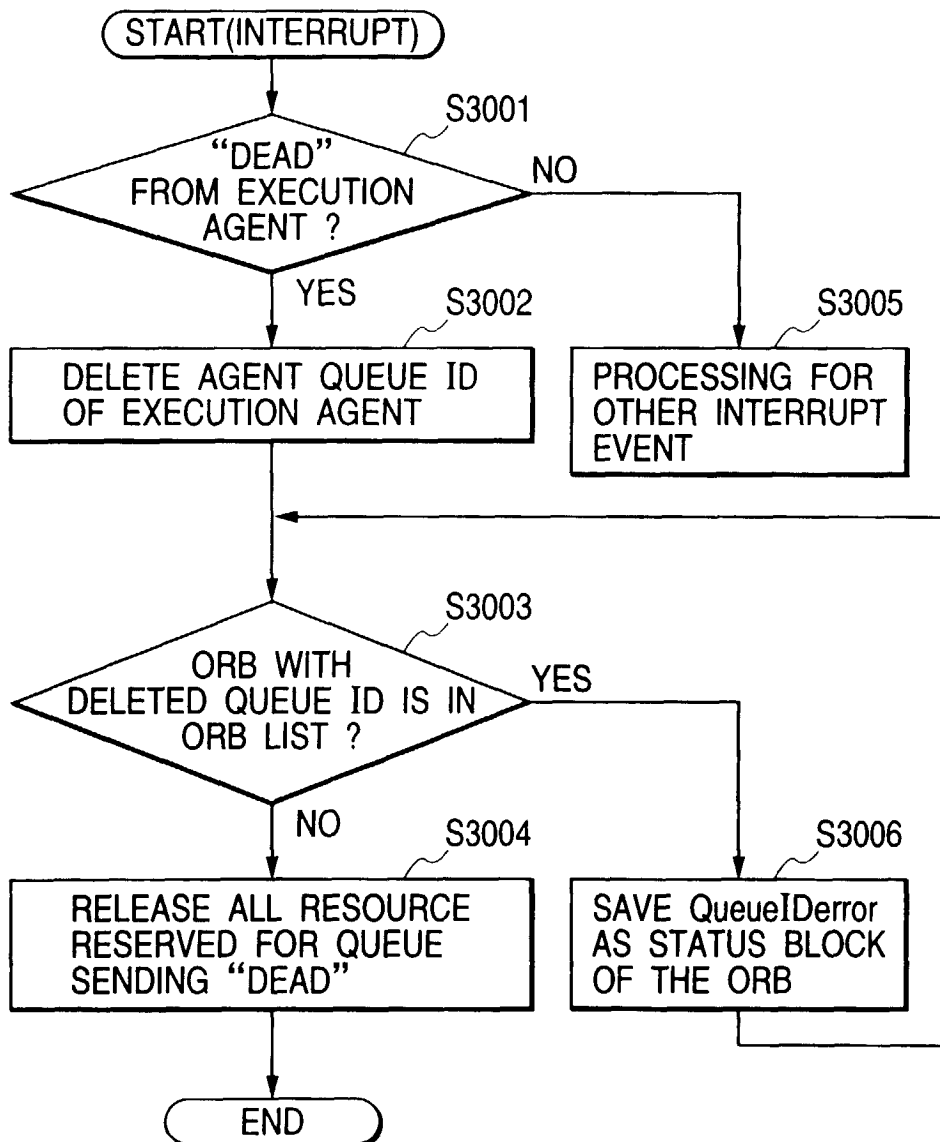 START(INTERRUPT)
S3001
“DEAD”
FROM EXECUTION
AGENT ?
NO
YES
S3002
DELETE AGENT QUEUE ID
OF EXECUTION AGENT
S3005
PROCESSING FOR
OTHER INTERRUPT
EVENT
S3003
ORB WITH
DELETED QUEUE ID IS IN
ORB LIST ?
YES
NO
S3004
RELEASE ALL RESOURCE
RESERVED FOR QUEUE
SENDING “DEAD”
S3006
SAVE QueueIDerror
AS STATUS BLOCK
OF THE ORB
END